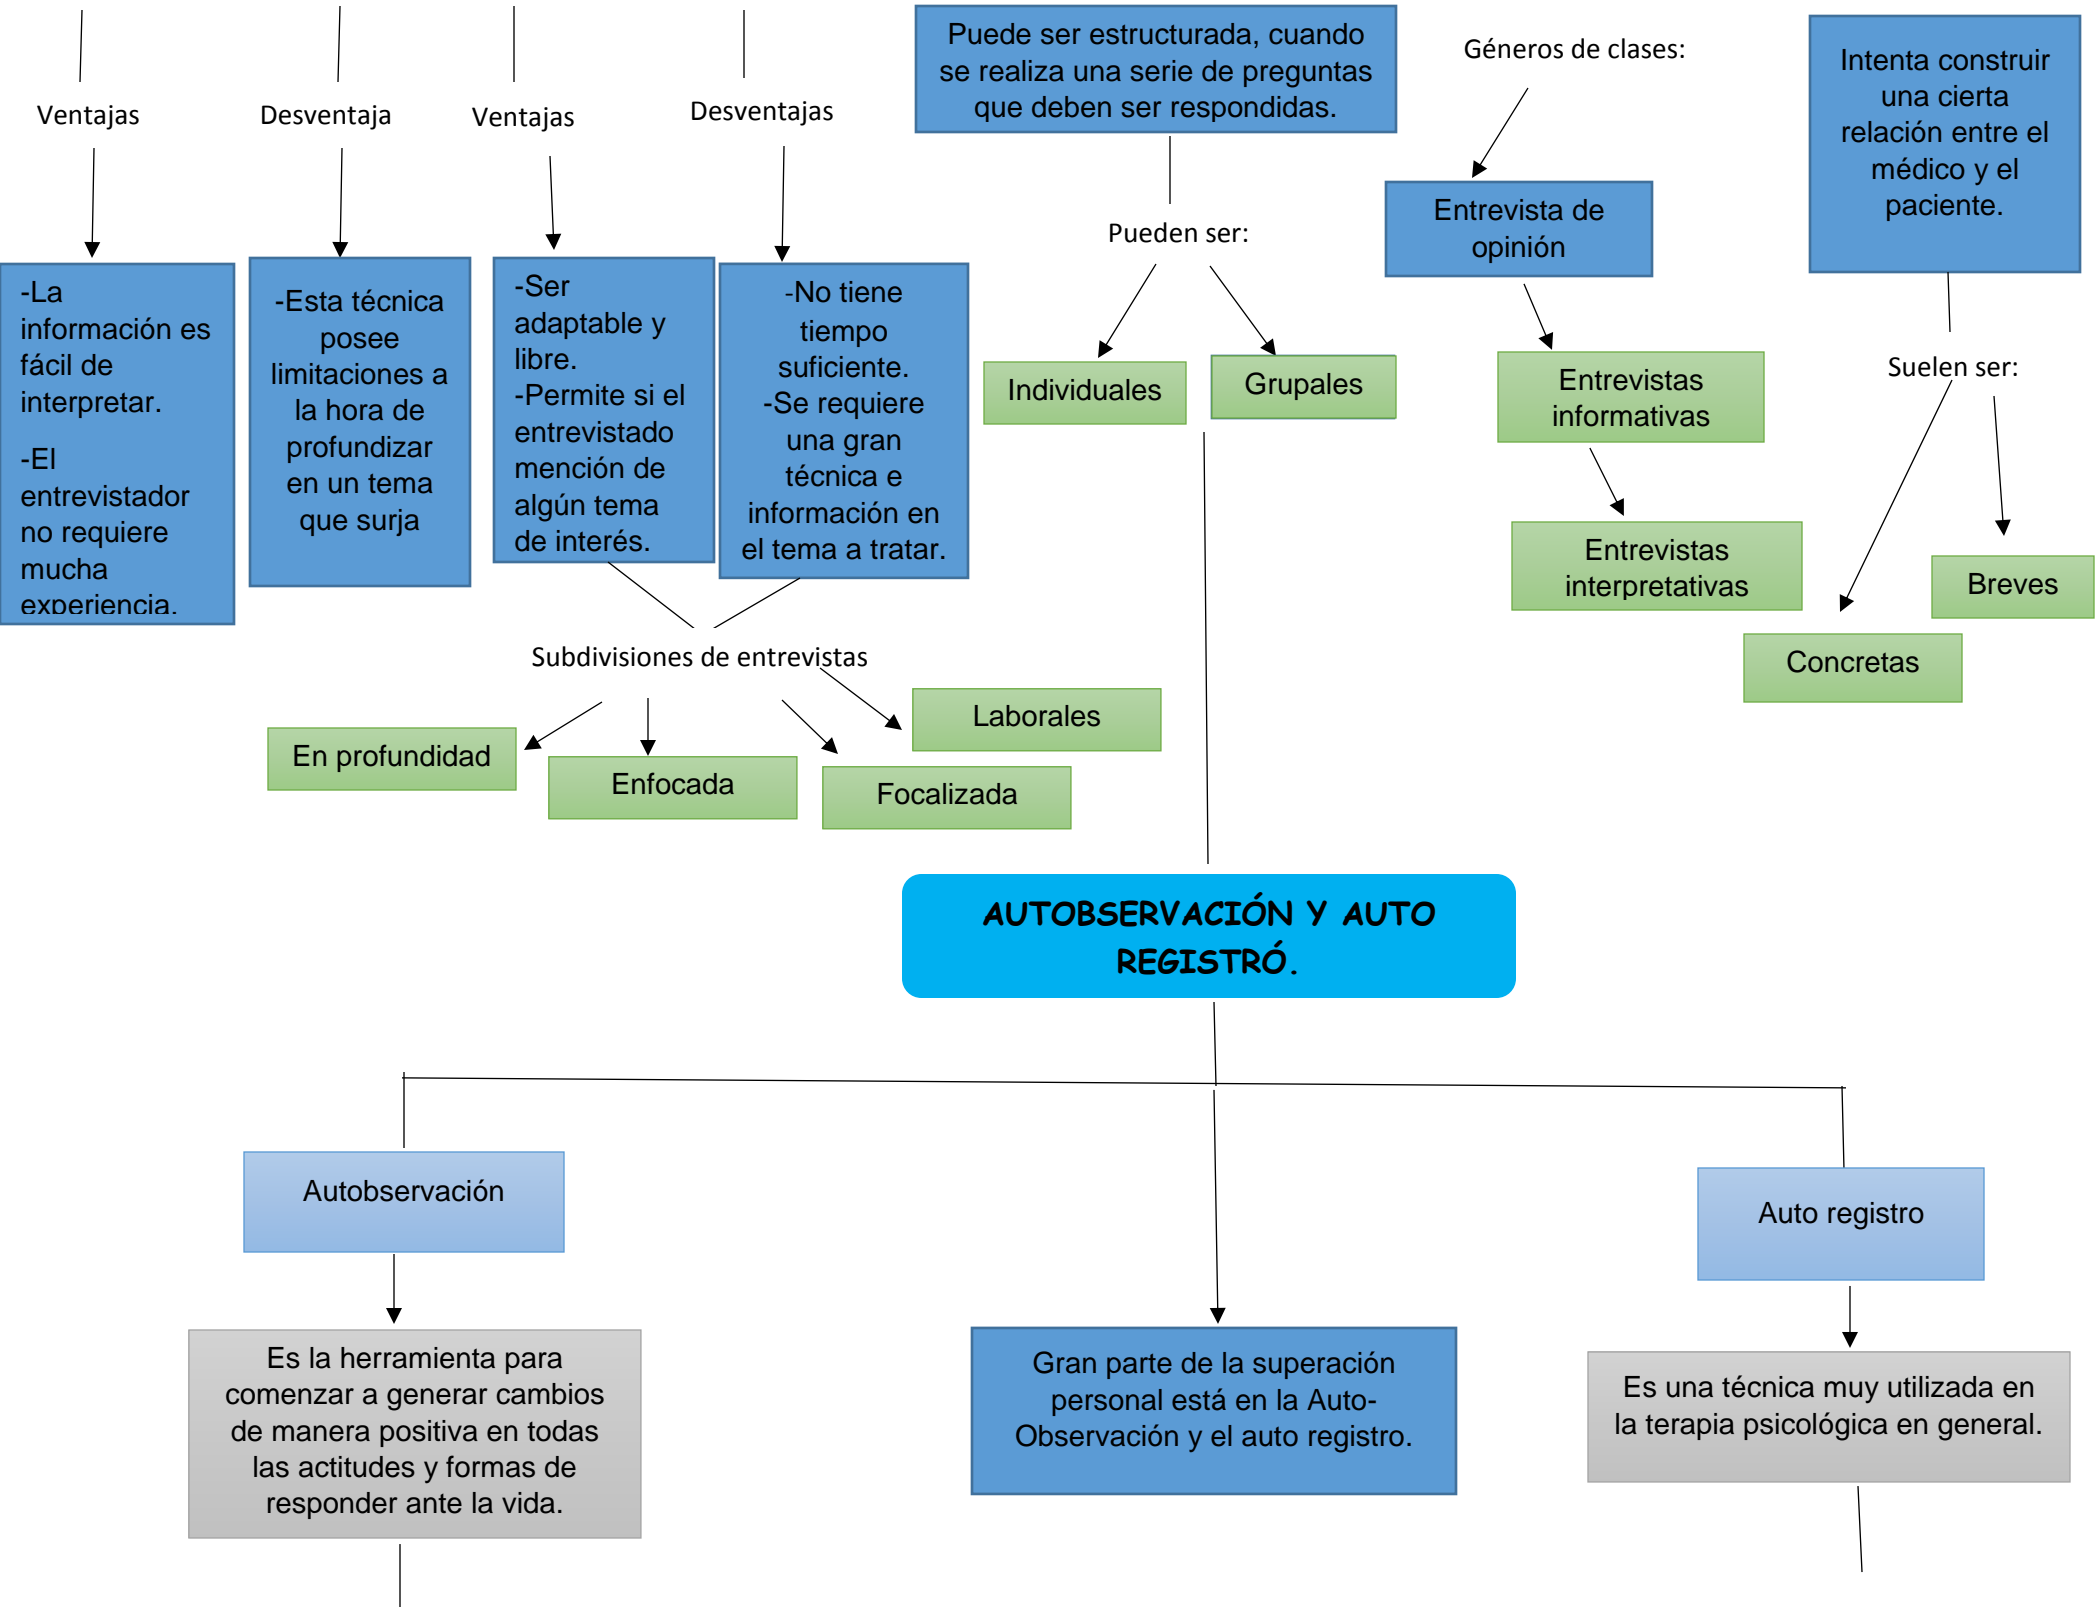 Ventajas
-La
información es
fácil de
interpretar.
-El
entrevistador
no requiere
mucha
experiencia.
Desventaja
-Esta técnica
posee
limitaciones a
la hora de
profundizar
en un tema
que surja
Ventajas
-Ser
adaptable y
libre.
-Permite si el
entrevistado
mención de
algún tema
de interés.
Desventajas
-No tiene
tiempo
suficiente.
-Se requiere
una gran
técnica e
información en
el tema a tratar.
Subdivisiones de entrevistas
En profundidad
Enfocada
Focalizada
Laborales
Puede ser estructurada, cuando
se realiza una serie de preguntas
que deben ser respondidas.
Pueden ser:
Individuales
Grupales
Géneros de clases:
Entrevista de
opinión
Entrevistas
informativas
Entrevistas
interpretativas
Intenta construir
una cierta
relación entre el
médico y el
paciente.
Suelen ser:
Concretas
Breves
AUTOBSERVACIÓN Y AUTO
REGISTRÓ.
Autobservación
Es la herramienta para
comenzar a generar cambios
de manera positiva en todas
las actitudes y formas de
responder ante la vida.
Gran parte de la superación
personal está en la Auto-
Observación y el auto registro.
Auto registro
Es una técnica muy utilizada en
la terapia psicológica en general.